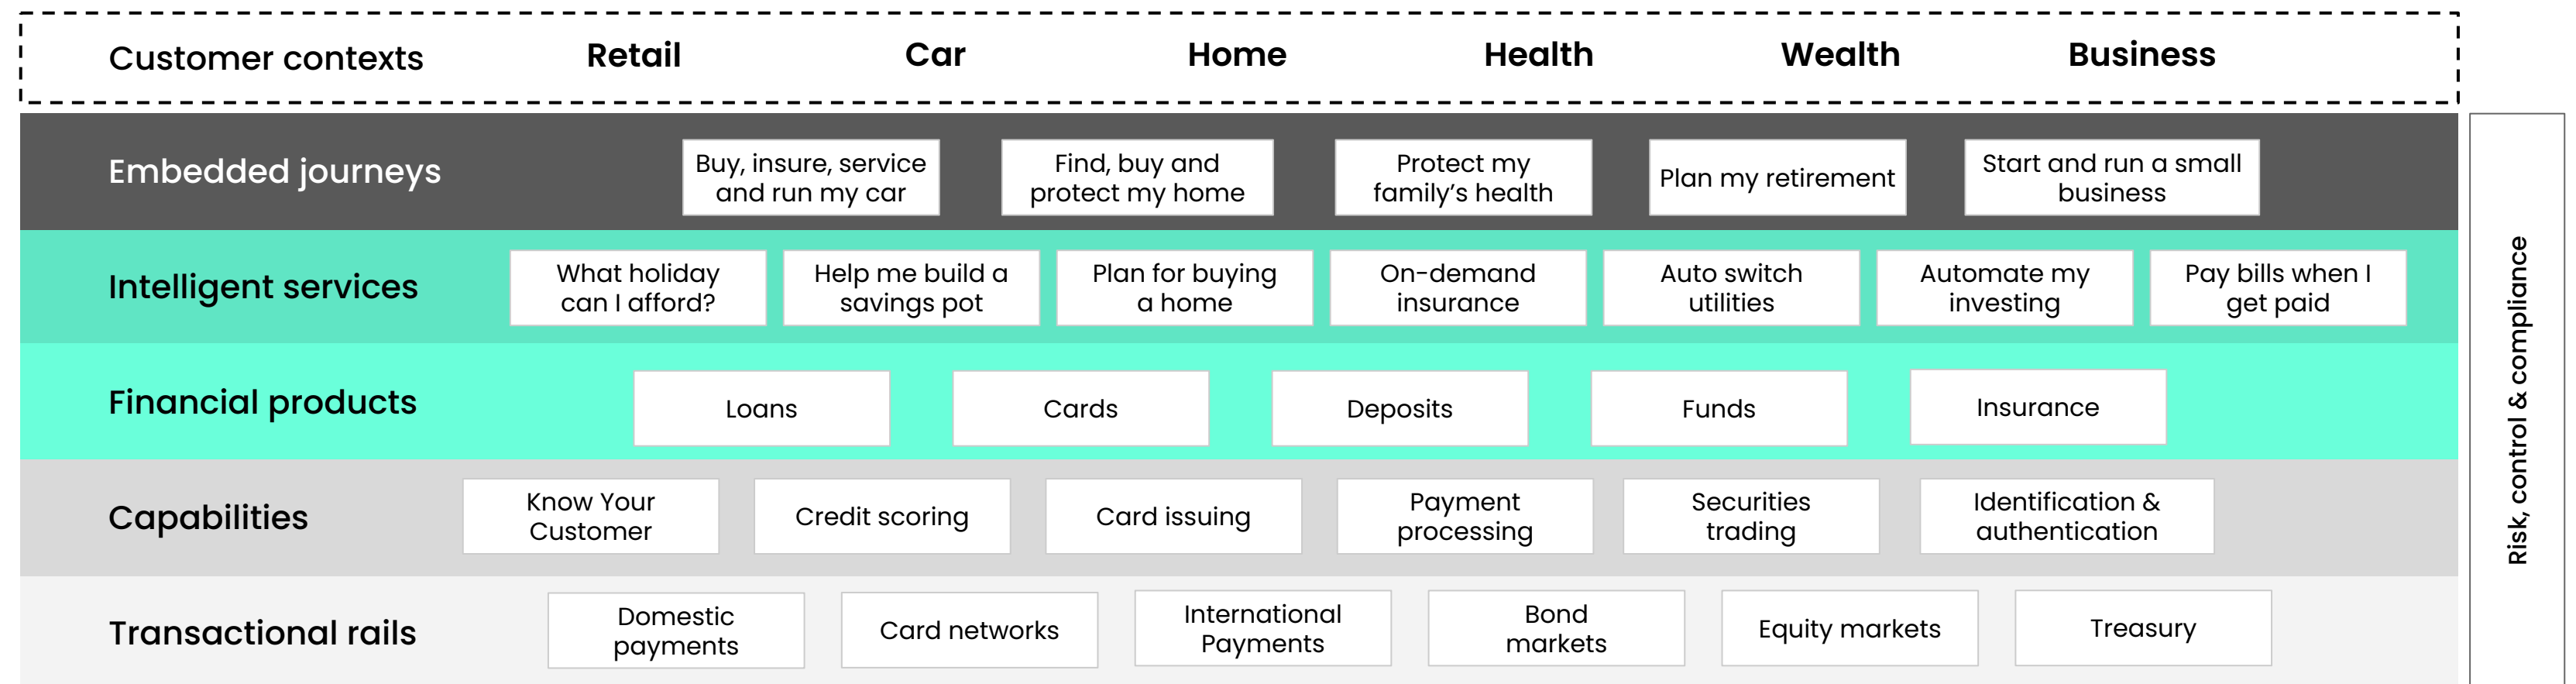 Customer contexts
Retail
Car
Home
Health
Wealth
Business
Embedded journeys
Buy, insure, service
and run my car
Find, buy and
protect my home
Protect my
family’s health
Plan my retirement
Start and run a small
business
Intelligent services
What holiday
can I afford?
Help me build a
savings pot
Plan for buying
a home
On-demand
insurance
Auto switch
utilities
Automate my
investing
Pay bills when I
get paid
Financial products
Loans
Cards
Deposits
Funds
Insurance
Capabilities
Know Your
Customer
Credit scoring
Card issuing
Payment
processing
Securities
trading
Identification &
authentication
Transactional rails
Domestic
payments
Card networks
International
Payments
Bond
markets
Equity markets
Treasury
Risk, control & compliance